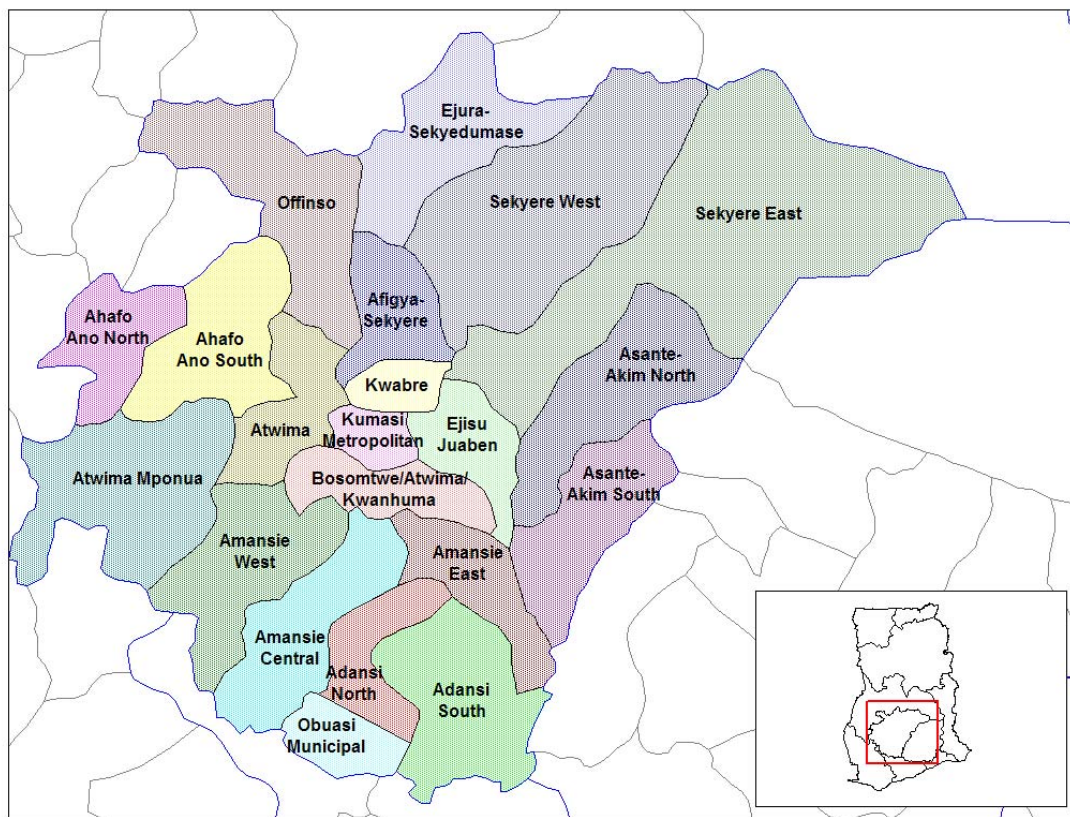 Ejura-
Sekyedumase
Offinso
Sekyere West
Sekyere East
Afigya-
Sekyere
Ahafo
Ano North
Ahafo
Ano South
Asante-
Akim North
Kwabre
Atwima
Kumasi
Metropolitan
Ejisu
Juaben
Atwima Mponua
Bosomtwe/Atwima/
Kwanhuma
Asante-
Akim South
Amansie
West
Amansie
East
Amansie
Central
Adansi
North
Adansi
South
Obuasi
Municipal